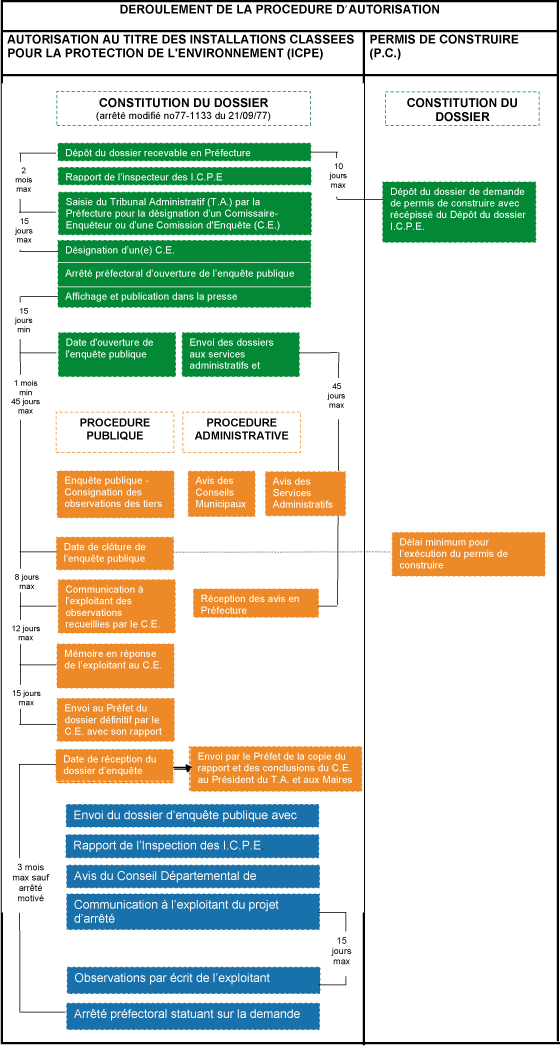 DEROULEMENT DE LA PROCEDURE D'AUTORISATION
AUTORISATION AU TITRE DES INSTALLATIONS CLASSEES
POUR LA PROTECTION DE L'ENVIRONNEMENT (ICPE)
PERMIS DE CONSTRUIRE
(P.C.)
CONSTITUTION DU DOSSIER
(arrêté modifié no77-1133 du 21/09/77)
CONSTITUTION DU
DOSSIER
Dépôt du dossier recevable en Préfecture
2
mois
max
Rapport de l'inspecteur des I.C.P.E
10
jours
max
Saisie du Tribunal Administratif (T.A.) par la
Préfecture pour la désignation d'un Comissaire-
Enquêteur ou d'une Comission d'Enquête (C.E.)
Dépôt du dossier de demande
de permis de construire avec
récépissé du Dépôt du dossier
I.C.P.E.
15
jours
max
Désignation d'un(e) C.E.
Arrêté préfectoral d'ouverture de l'enquête publique
Affichage et publication dans la presse
15
jours
min
Date d'ouverture de
l'enquête publique
Envoi des dossiers
aux services
administratifs et
1 mois
min
45 jours
max
45
jours
max
PROCEDURE
PUBLIQUE
PROCEDURE
ADMINISTRATIVE
Enquête publique -
Consignation des
observations des tiers
Avis des
Conseils
Municipaux
Avis des
Services
Administratifs
Date de clôture de
l'enquête publique
Délai minimum pour
l'exécution du permis de
construire
8 jours
max
Communication à
l'exploitant des
observations
recueillies par le C.E.
Réception des avis en
Préfecture
12 jours
max
Mémoire en réponse
de l'exploitant au C.E.
15 jours
max
Envoi au Préfet du
dossier définitif par le
C.E. avec son rapport
Date de réception du
dossier d'enquête
Envoi par le Préfet de la copie du
rapport et des conclusions du C.E.
au Président du T.A. et aux Maires
Envoi du dossier d'enquête publique avec
Rapport de l'Inspection des I.C.P.E
3 mois
max sauf
arrêté
motivé
Avis du Conseil Départemental de
Communication à l'exploitant du projet
d'arrêté
15
jours
max
Observations par écrit de l'exploitant
Arrêté préfectoral statuant sur la demande